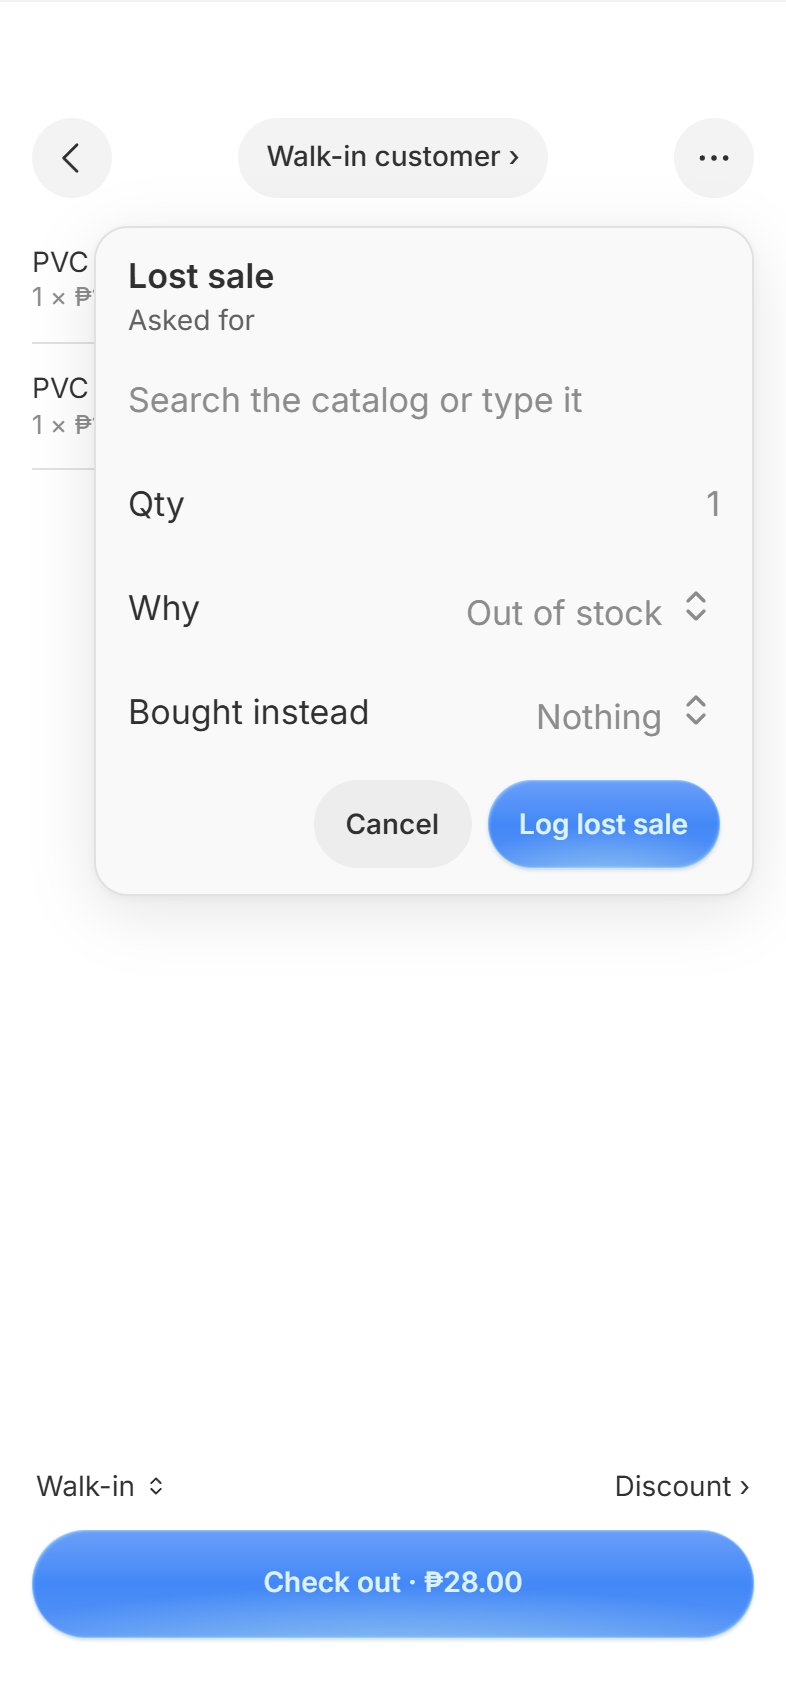 Walk-in customer ›
PVC
1 × ₱
Lost sale
Asked for
Search the catalog or type it
PVC
1 × ₱
Qty
1
Why
Out of stock
Bought instead
Nothing
Cancel
Log lost sale
Walk-in
Discount ›
Check out · ₱28.00